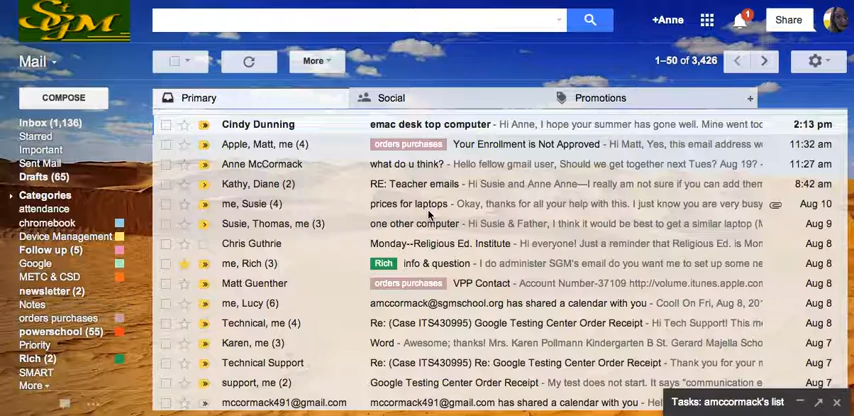 SGM
+Anne
1
Share
Mail
More
1–50 of 3,426
COMPOSE
Primary
Social
Promotions
+
Inbox (1,136)
Starred
Important
Sent Mail
Drafts (65)
Categories
attendance
chromebook
Device Management
Follow up (5)
Google
METC & CSD
newsletter (2)
Notes
orders purchases
powerschool (55)
Priority
Rich (2)
SMART
More
Cindy Dunning emac desk top computer - Hi Anne, I hope your summer has gone well. Mine went too 2:13 pm
Apple, Matt, me (4) orders purchases Your Enrollment is Not Approved - Hi Matt, Yes, this email address w 11:32 am
Anne McCormack what do u think? - Hello fellow gmail user, Should we get together next Tues? Aug 19? - 11:27 am
Kathy, Diane (2) RE: Teacher emails - Hi Susie and Anne Anne—I really am not sure if you can add them 8:42 am
me, Susie (4) prices for laptops - Okay, thanks for all your help with this. I just know you are very busy Aug 10
Susie, Thomas, me (3) one other computer - Hi Susie & Father, I think it would be best to get a similar laptop (M Aug 9
Chris Guthrie Monday--Religious Ed. Institute - Hi everyone! Just a reminder that Religious Ed. is Mon Aug 8
me, Rich (3) Rich info & question - I do administer SGM's email do you want me to set up some ne Aug 8
Matt Guenther orders purchases VPP Contact - Account Number-37109 http://volume.itunes.apple.com Aug 8
me, Lucy (6) amccormack@sgmschool.org has shared a calendar with you - Cool! On Fri, Aug 8, 20 Aug 8
Technical, me (4) Re: (Case ITS430995) Google Testing Center Order Receipt - Hi Tech Support! This me Aug 8
Karen, me (3) Word - Awesome; thanks! Mrs. Karen Pollmann Kindergarten B St. Gerard Majella Scho Aug 7
Technical Support Re: (Case ITS430995) Re: Google Testing Center Order Receipt - Thank you for your Aug 7
support, me (2) Google Testing Center Order Receipt - My test does not start. It says "communication e Aug 7
mccormack491@gmail.com mccormack491@gmail.com has shared a calendar with you - Hel
Tasks: amccormack's list